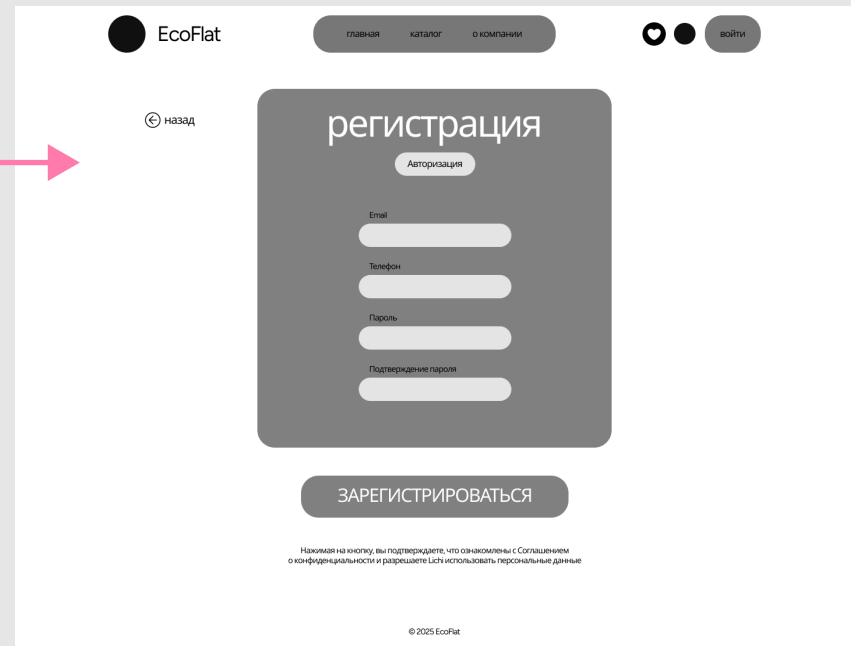 EcoFlat
главная каталог о компании
войти
назад
регистрация
Авторизация
Email
Телефон
Пароль
Подтверждение пароля
ЗАРЕГИСТРИРОВАТЬСЯ
Нажимая на кнопку, вы подтверждаете, что ознакомлены с Соглашением
о конфиденциальности и разрешаете Lichi использовать персональные данные
© 2025 EcoFlat